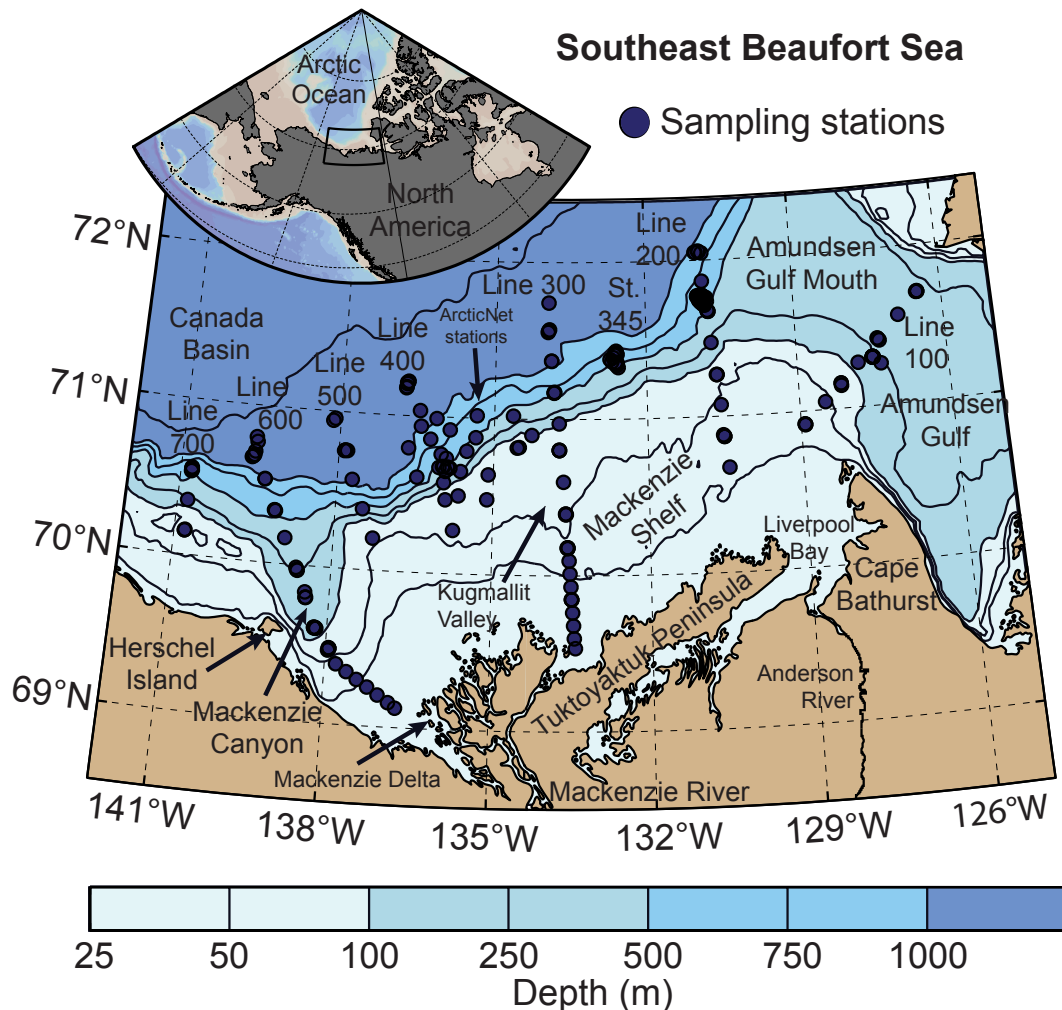 Southeast Beaufort Sea
Sampling stations
Arctic
Ocean
North
America
72°N
71°N
70°N
69°N
Line
200
Amundsen
Gulf Mouth
Line 300
St.
345
ArcticNet
stations
Canada
Basin
Line
400
Line
500
Line
600
Line
700
Line
100
Amundsen
Gulf
Mackenzie
Shelf
Liverpool
Bay
Cape
Bathurst
Kugmallit
Valley
Tuktoyaktuk Peninsula
Herschel
Island
Mackenzie
Canyon
Anderson
River
Mackenzie Delta
Mackenzie River
141°W
138°W
135°W
132°W
129°W
126°W
25
50
100
250
500
750
1000
Depth (m)